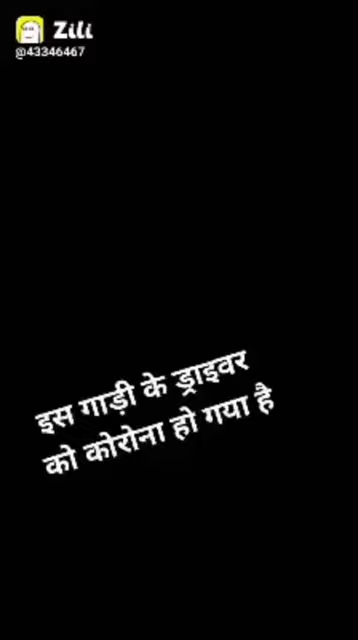 Zili
@43346467
इस गाड़ी के ड्राइवर
को कोरोना हो गया है